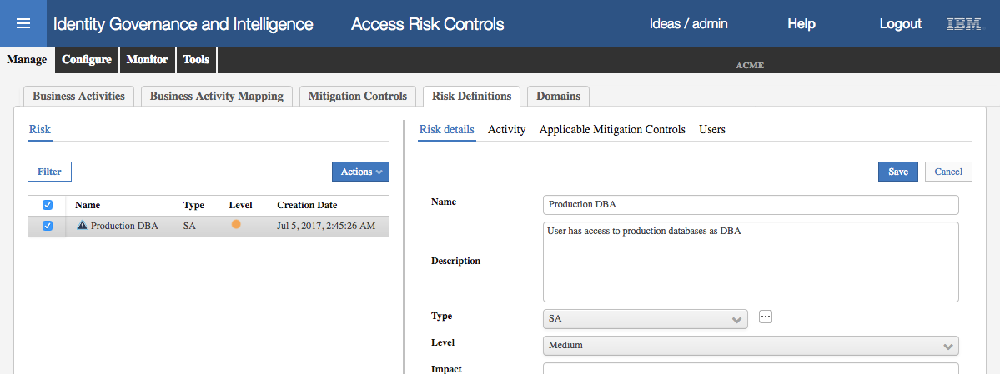 Identity Governance and Intelligence Access Risk Controls Ideas / admin Help Logout IBM
Manage Configure Monitor Tools
ACME
Business Activities Business Activity Mapping Mitigation Controls Risk Definitions Domains
Risk
Filter Actions
Name Type Level Creation Date
Production DBA SA Jul 5, 2017, 2:45:26 AM
Risk details Activity Applicable Mitigation Controls Users
Save Cancel
Name Production DBA
User has access to production databases as DBA
Description
Type SA ...
Level Medium
Impact